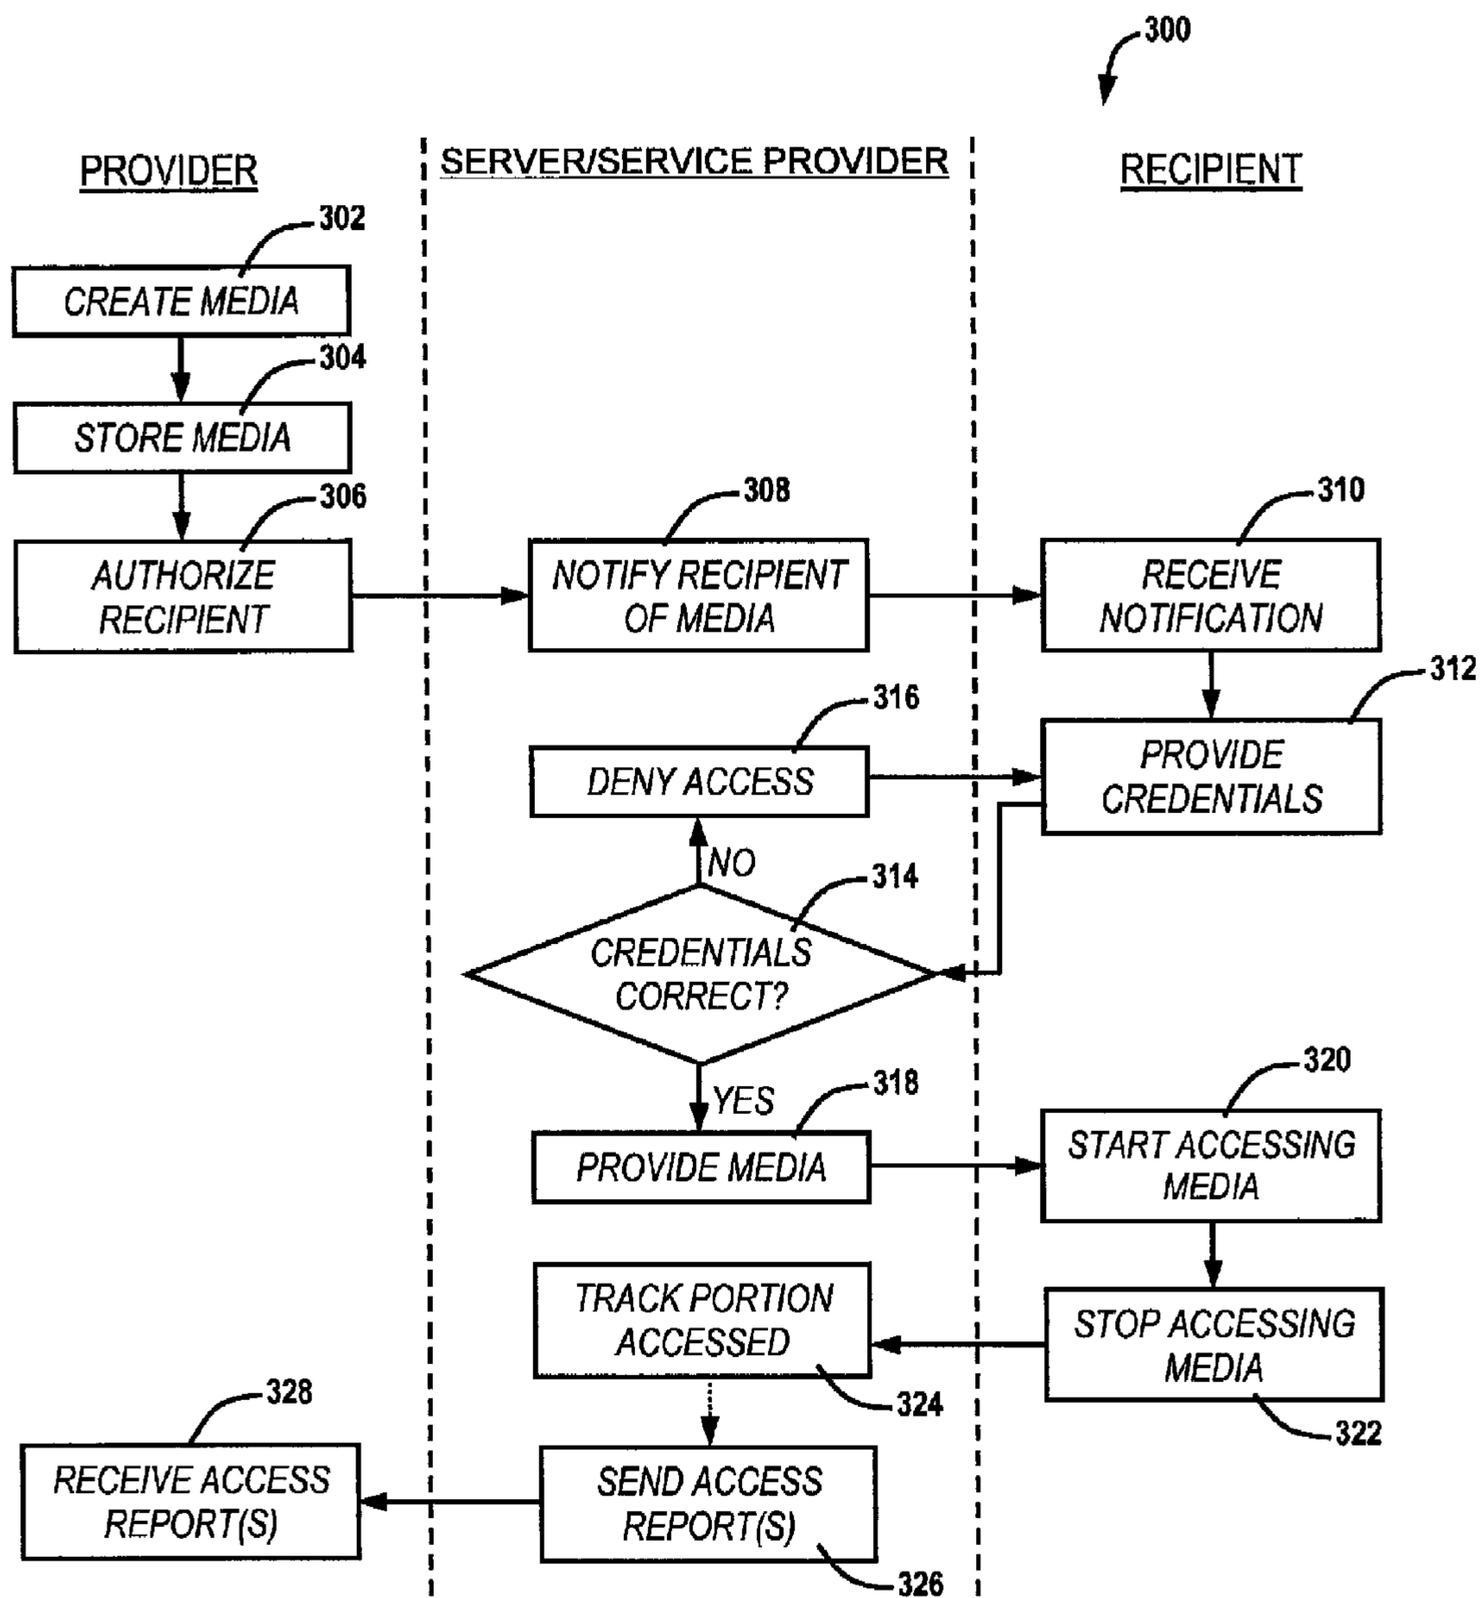 300
PROVIDER
SERVER/SERVICE PROVIDER
RECIPIENT
302
CREATE MEDIA
304
STORE MEDIA
306
AUTHORIZE
RECIPIENT
308
NOTIFY RECIPIENT
OF MEDIA
310
RECEIVE
NOTIFICATION
312
PROVIDE
CREDENTIALS
316
DENY ACCESS
NO
314
CREDENTIALS
CORRECT?
YES
318
PROVIDE MEDIA
320
START ACCESSING
MEDIA
STOP ACCESSING
MEDIA
322
TRACK PORTION
ACCESSED
324
SEND ACCESS
REPORT(S)
326
328
RECEIVE ACCESS
REPORT(S)